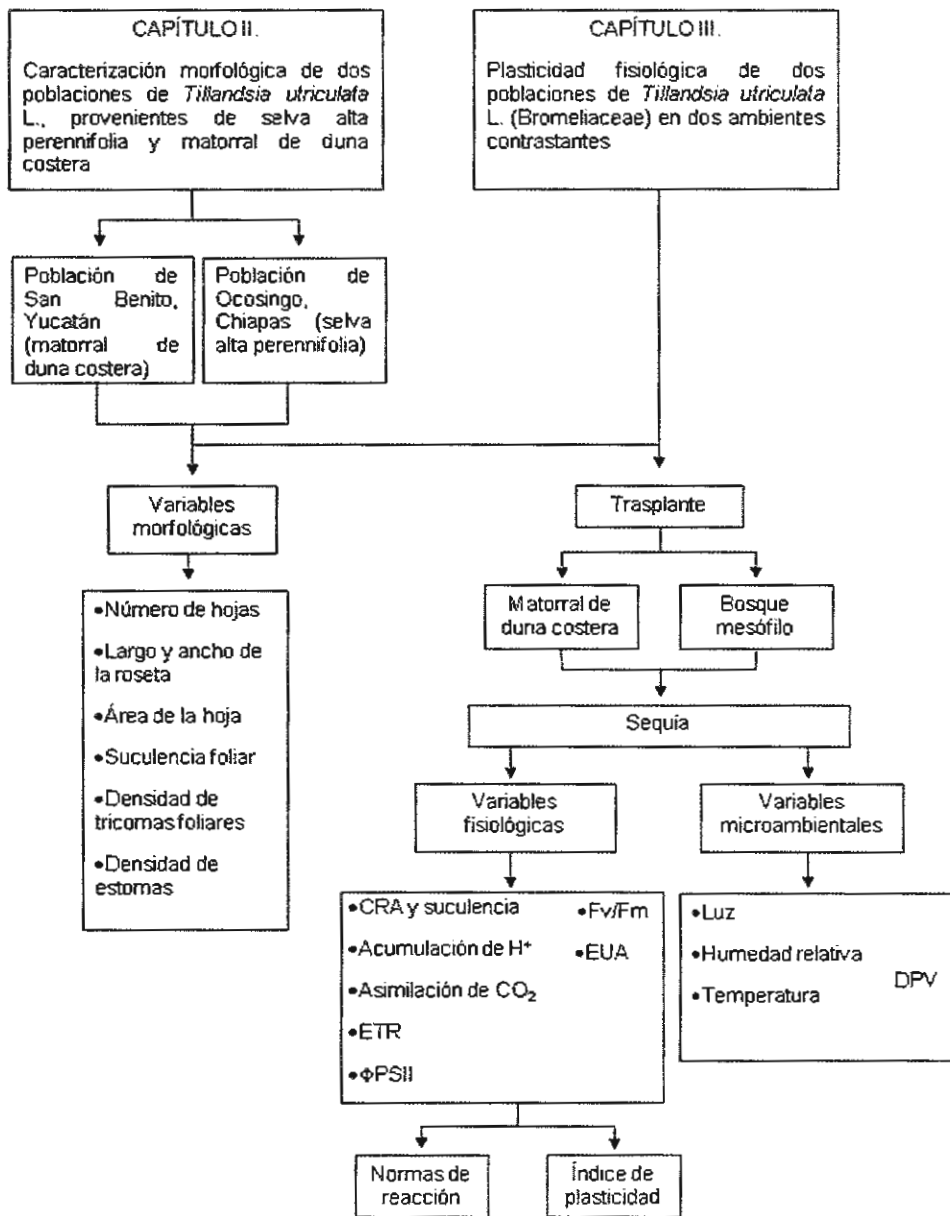 CAPÍTULO II.
Caracterización morfológica de dos
poblaciones de Tillandsia utriculata
L., provenientes de selva alta
perennifolia y matorral de duna
costera
CAPÍTULO III.
Plasticidad fisiológica de dos
poblaciones de Tillandsia utriculata
L. (Bromeliaceae) en dos ambientes
contrastantes
Población de
San Benito,
Yucatán
(matorral de
duna costera)
Población de
Ocosingo,
Chiapas (selva
alta perennifolia)
Variables
morfológicas
Trasplante
•Número de hojas
•Largo y ancho de
la roseta
•Área de la hoja
•Suculencia foliar
•Densidad de
tricomas foliares
•Densidad de
estomas
Matorral de
duna costera
Bosque
mesófilo
Sequía
Variables
fisiológicas
Variables
microambientales
•CRA y suculencia
•Acumulación de H⁺
•Asimilación de CO₂
•ETR
•ΦPSII
•Fv/Fm
•EUA
•Luz
•Humedad relativa
•Temperatura
DPV
Normas de
reacción
Índice de
plasticidad